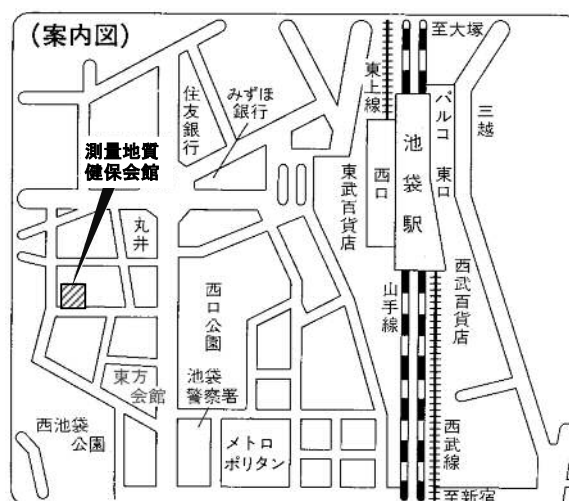 (案内図)
至大塚
東上線
住友銀行
みずほ
銀行
パルコ
三越
測量地質
健保会館
池袋駅
西口
東口
東武百貨店
丸井
西口公園
山手線
西武百貨店
東方
会館
池袋
警察署
西池袋
公園
メトロ
ポリタン
西武線
至新宿